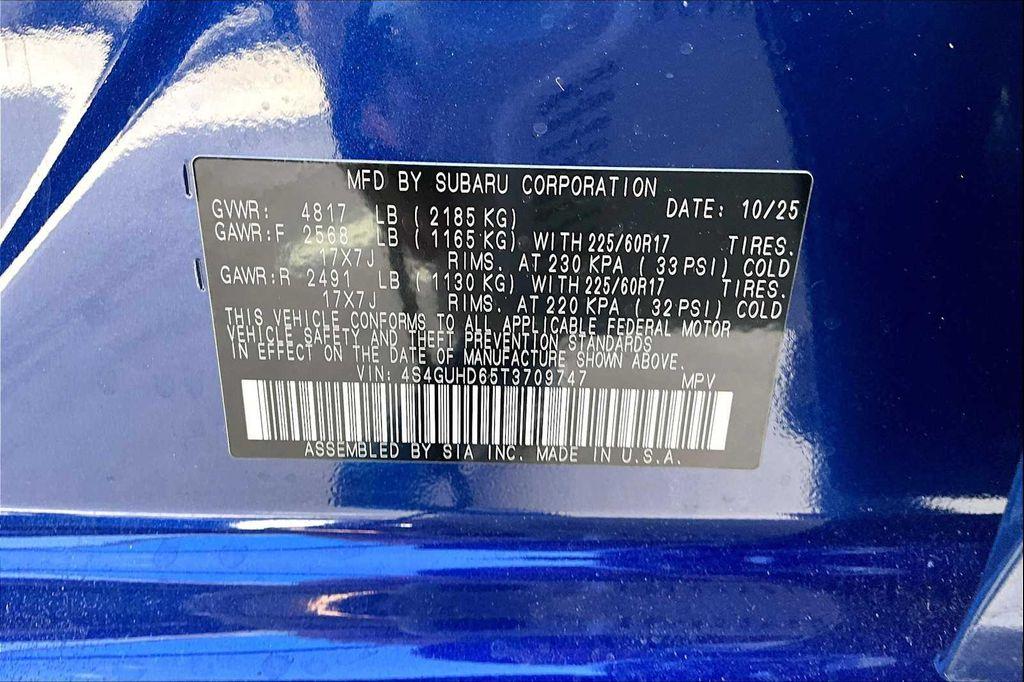 MFD BY SUBARU CORPORATION
GVWR: 4817 LB ( 2185 KG) DATE: 10/25
GAWR:F 2568 LB ( 1165 KG) WITH 225/60R17 TIRES.
17X7J RIMS. AT 230 KPA ( 33 PSI) COLD
GAWR:R 2491 LB ( 1130 KG) WITH 225/60R17 TIRES.
17X7J RIMS. AT 220 KPA ( 32 PSI) COLD
THIS VEHICLE CONFORMS TO ALL APPLICABLE FEDERAL MOTOR
VEHICLE SAFETY AND THEFT PREVENTION STANDARDS
IN EFFECT ON THE DATE OF MANUFACTURE SHOWN ABOVE.
VIN: 4S4GUHD65T3709747 MPV
ASSEMBLED BY SIA INC. MADE IN U.S.A.